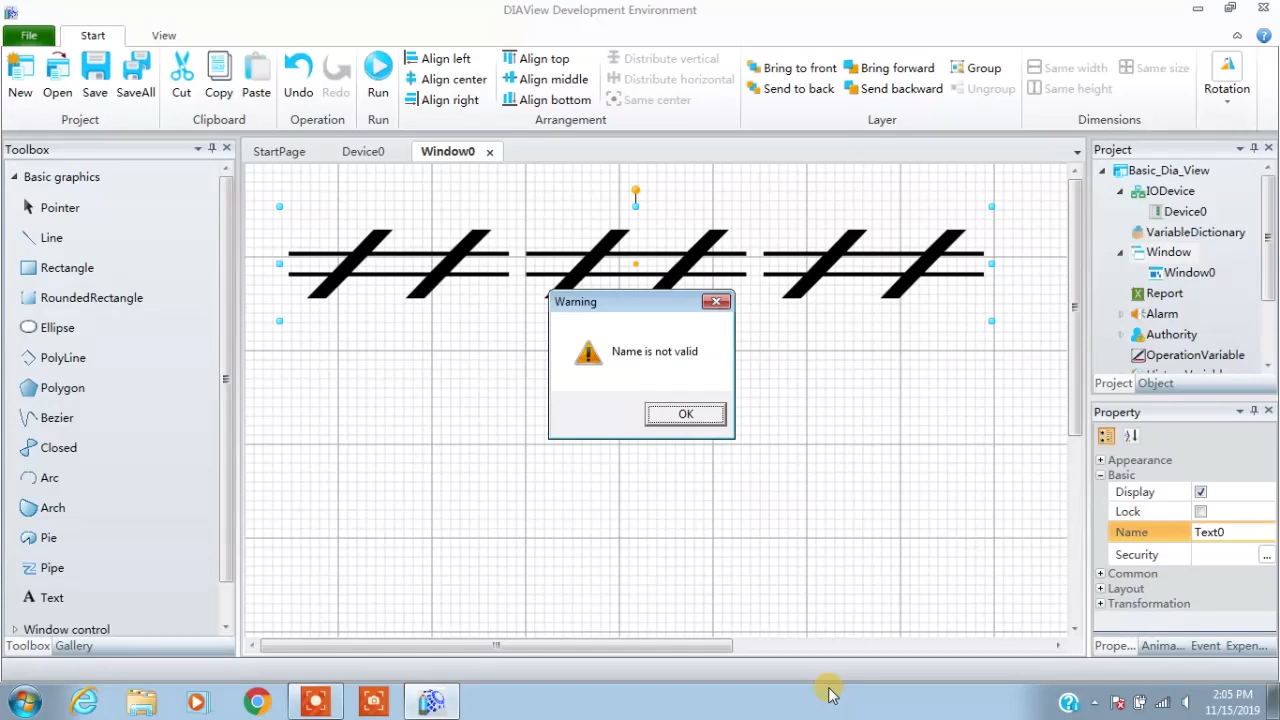 DIAView Development Environment
File
Start
View
New
Open
Save
SaveAll
Project
Cut
Copy
Paste
Clipboard
Undo
Redo
Operation
Run
Run
Align left
Align center
Align right
Align top
Align middle
Align bottom
Distribute vertical
Distribute horizontal
Same center
Arrangement
Bring to front
Send to back
Bring forward
Send backward
Group
Ungroup
Layer
Same width
Same height
Same size
Dimensions
Rotation
Toolbox
Basic graphics
Pointer
Line
Rectangle
RoundedRectangle
Ellipse
PolyLine
Polygon
Bezier
Closed
Arc
Arch
Pie
Pipe
A Text
Window control
Toolbox
Gallery
StartPage
Device0
Window0
##
##
##
Warning
Name is not valid
OK
Project
Basic_Dia_View
IODevice
Device0
VariableDictionary
Window
Window0
Report
Alarm
Authority
OperationVariable
Project
Object
Property
Appearance
Basic
Display
Lock
Name
Text0
Security
...
Common
Layout
Transformation
Prope...
Anima...
Event
Expen...
2:05 PM
11/15/2019